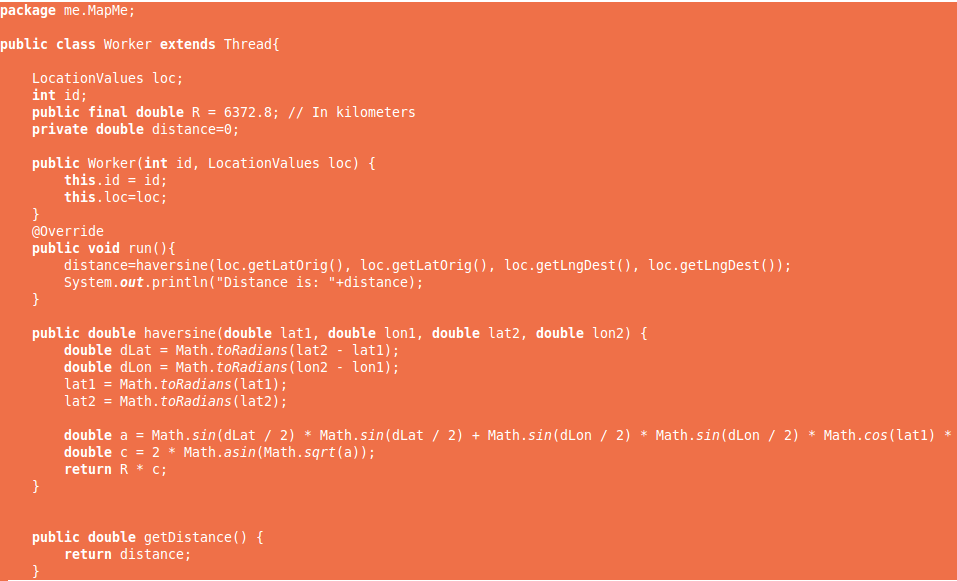 package me.MapMe;
public class Worker extends Thread{
LocationValues loc;
int id;
public final double R = 6372.8; // In kilometers
private double distance=0;
public Worker(int id, LocationValues loc) {
this.id = id;
this.loc=loc;
}
@Override
public void run(){
distance=haversine(loc.getLatOrig(), loc.getLatOrig(), loc.getLngDest(), loc.getLngDest());
System.out.println("Distance is: "+distance);
}
public double haversine(double lat1, double lon1, double lat2, double lon2) {
double dLat = Math.toRadians(lat2 - lat1);
double dLon = Math.toRadians(lon2 - lon1);
lat1 = Math.toRadians(lat1);
lat2 = Math.toRadians(lat2);
double a = Math.sin(dLat / 2) * Math.sin(dLat / 2) + Math.sin(dLon / 2) * Math.sin(dLon / 2) * Math.cos(lat1) *
double c = 2 * Math.asin(Math.sqrt(a));
return R * c;
}
public double getDistance() {
return distance;
}